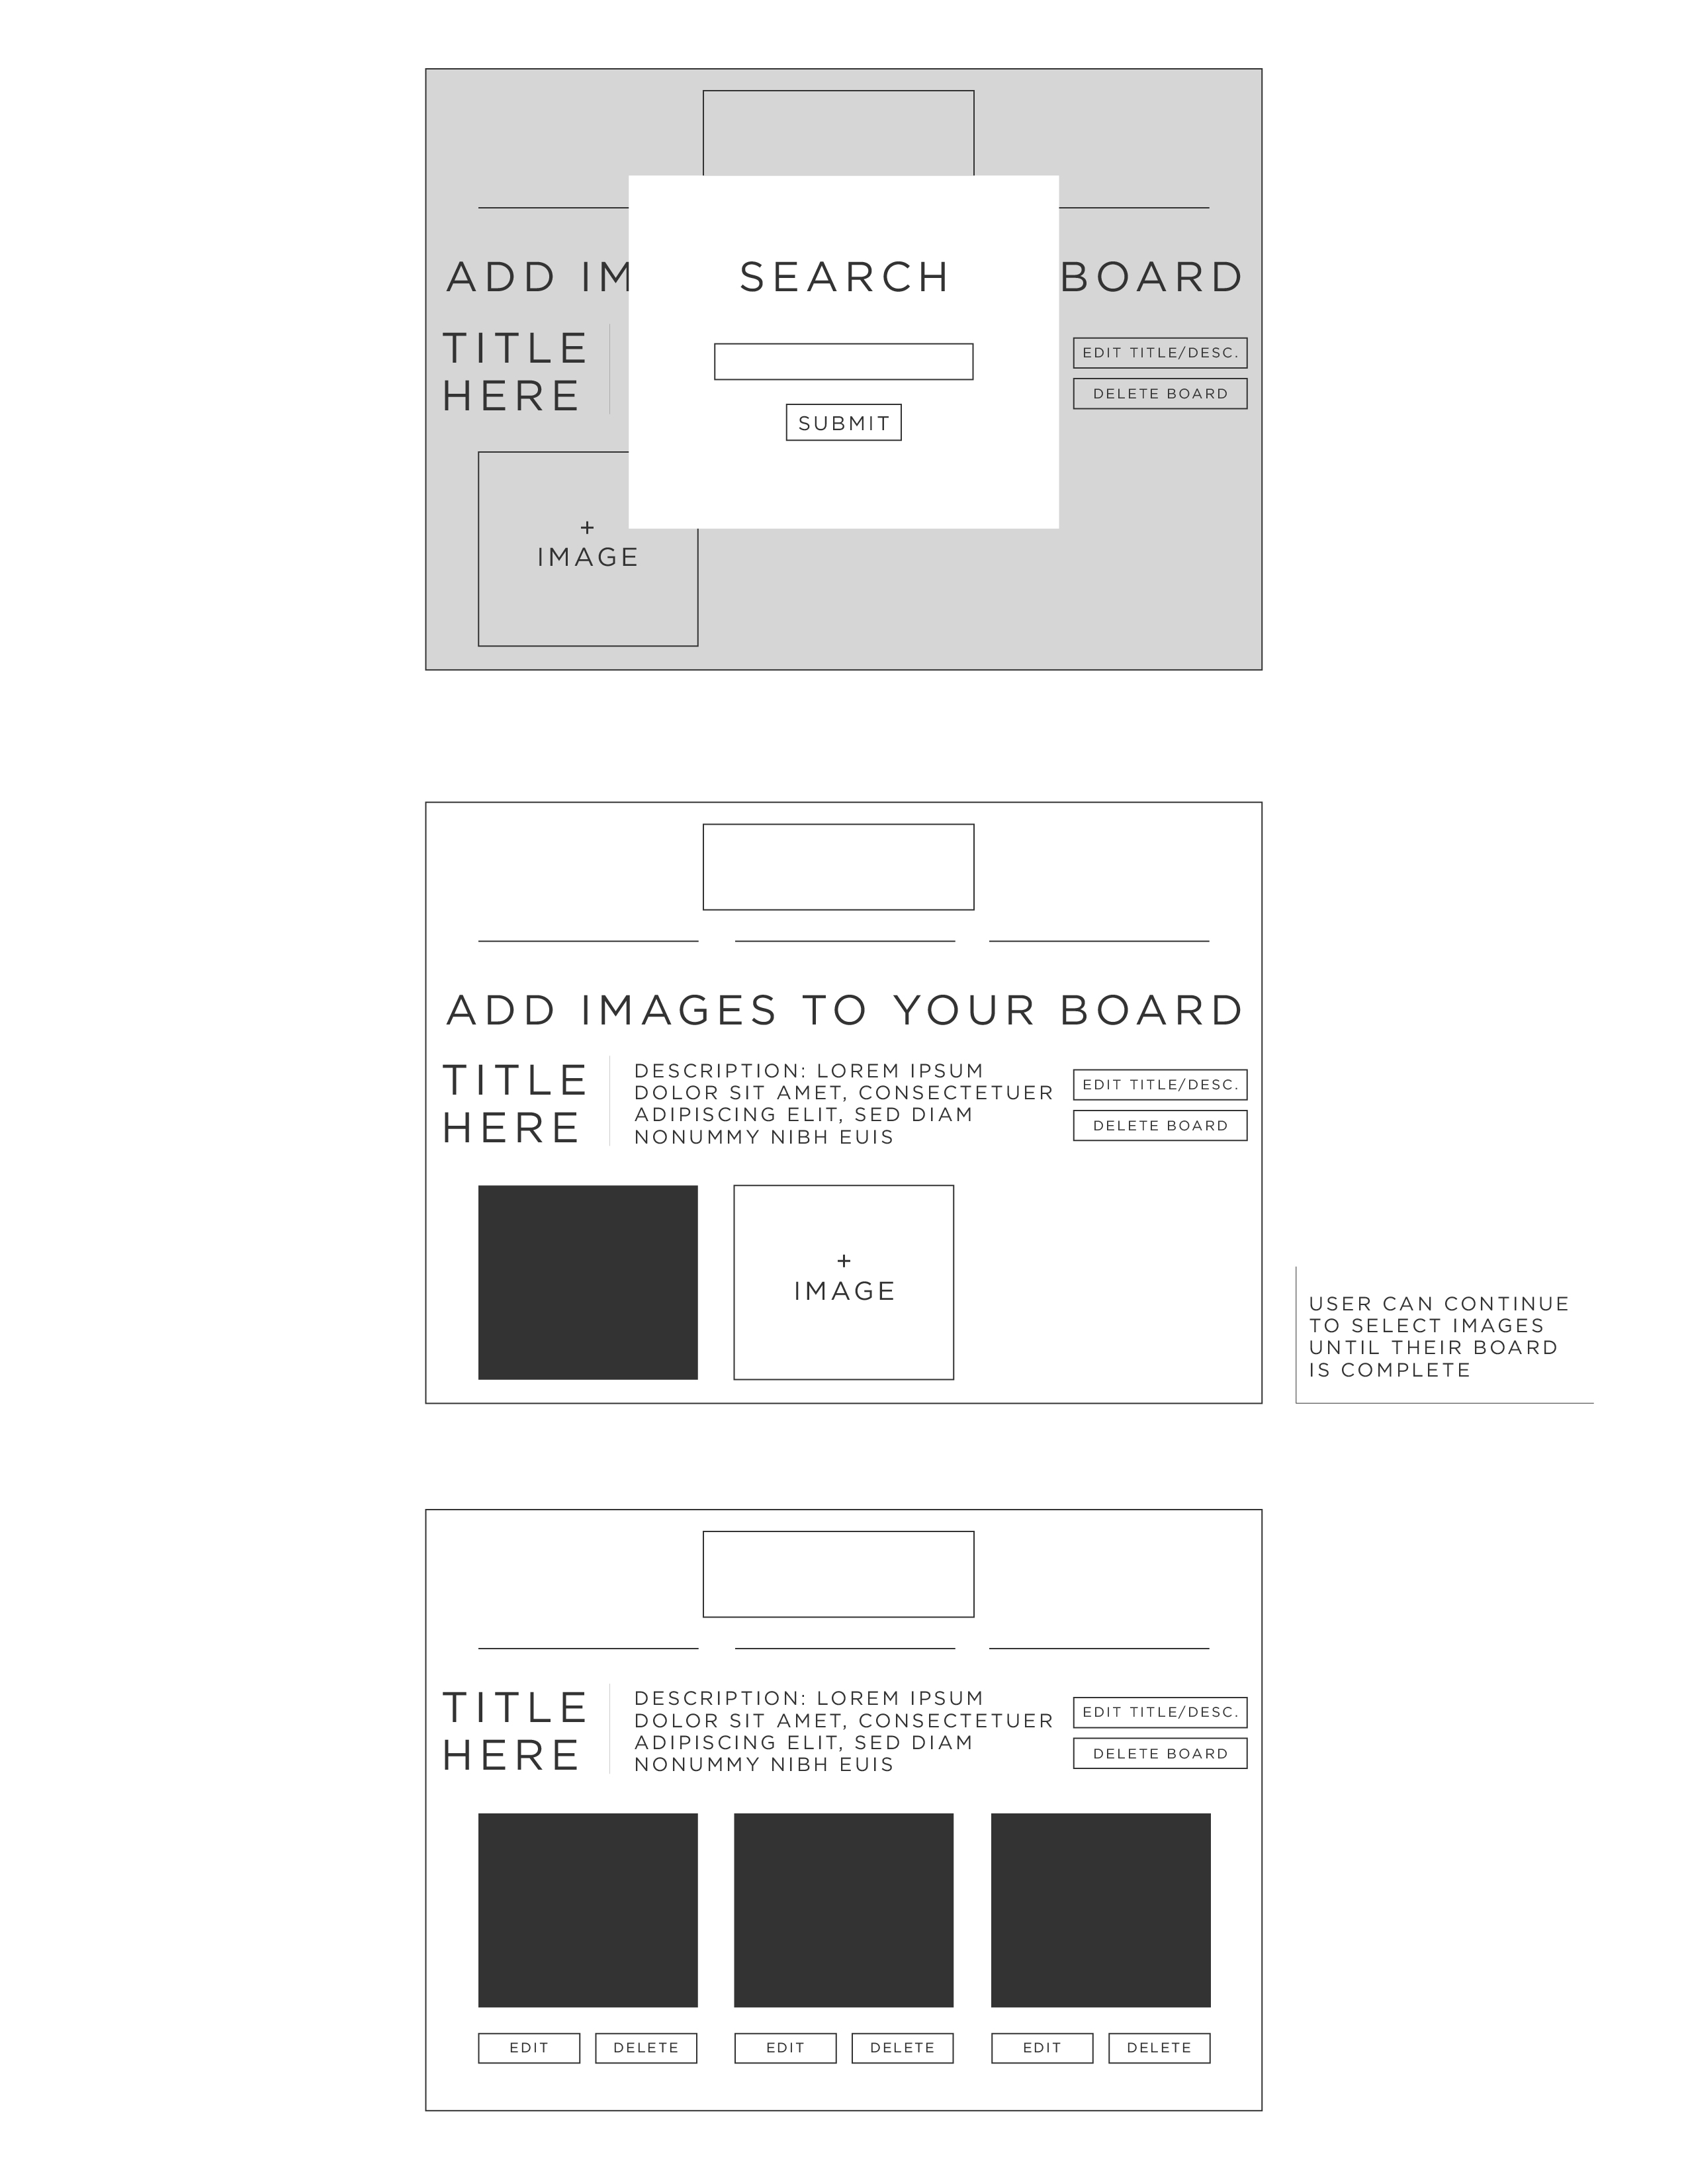 ADD IM
BOARD
SEARCH
TITLE
HERE
EDIT TITLE/DESC.
DELETE BOARD
SUBMIT
+
IMAGE
ADD IMAGES TO YOUR BOARD
TITLE
HERE
DESCRIPTION: LOREM IPSUM
DOLOR SIT AMET, CONSECTETUER
ADIPISCING ELIT, SED DIAM
NONUMMY NIBH EUIS
EDIT TITLE/DESC.
DELETE BOARD
+
IMAGE
USER CAN CONTINUE
TO SELECT IMAGES
UNTIL THEIR BOARD
IS COMPLETE
TITLE
HERE
DESCRIPTION: LOREM IPSUM
DOLOR SIT AMET, CONSECTETUER
ADIPISCING ELIT, SED DIAM
NONUMMY NIBH EUIS
EDIT TITLE/DESC.
DELETE BOARD
EDIT
DELETE
EDIT
DELETE
EDIT
DELETE